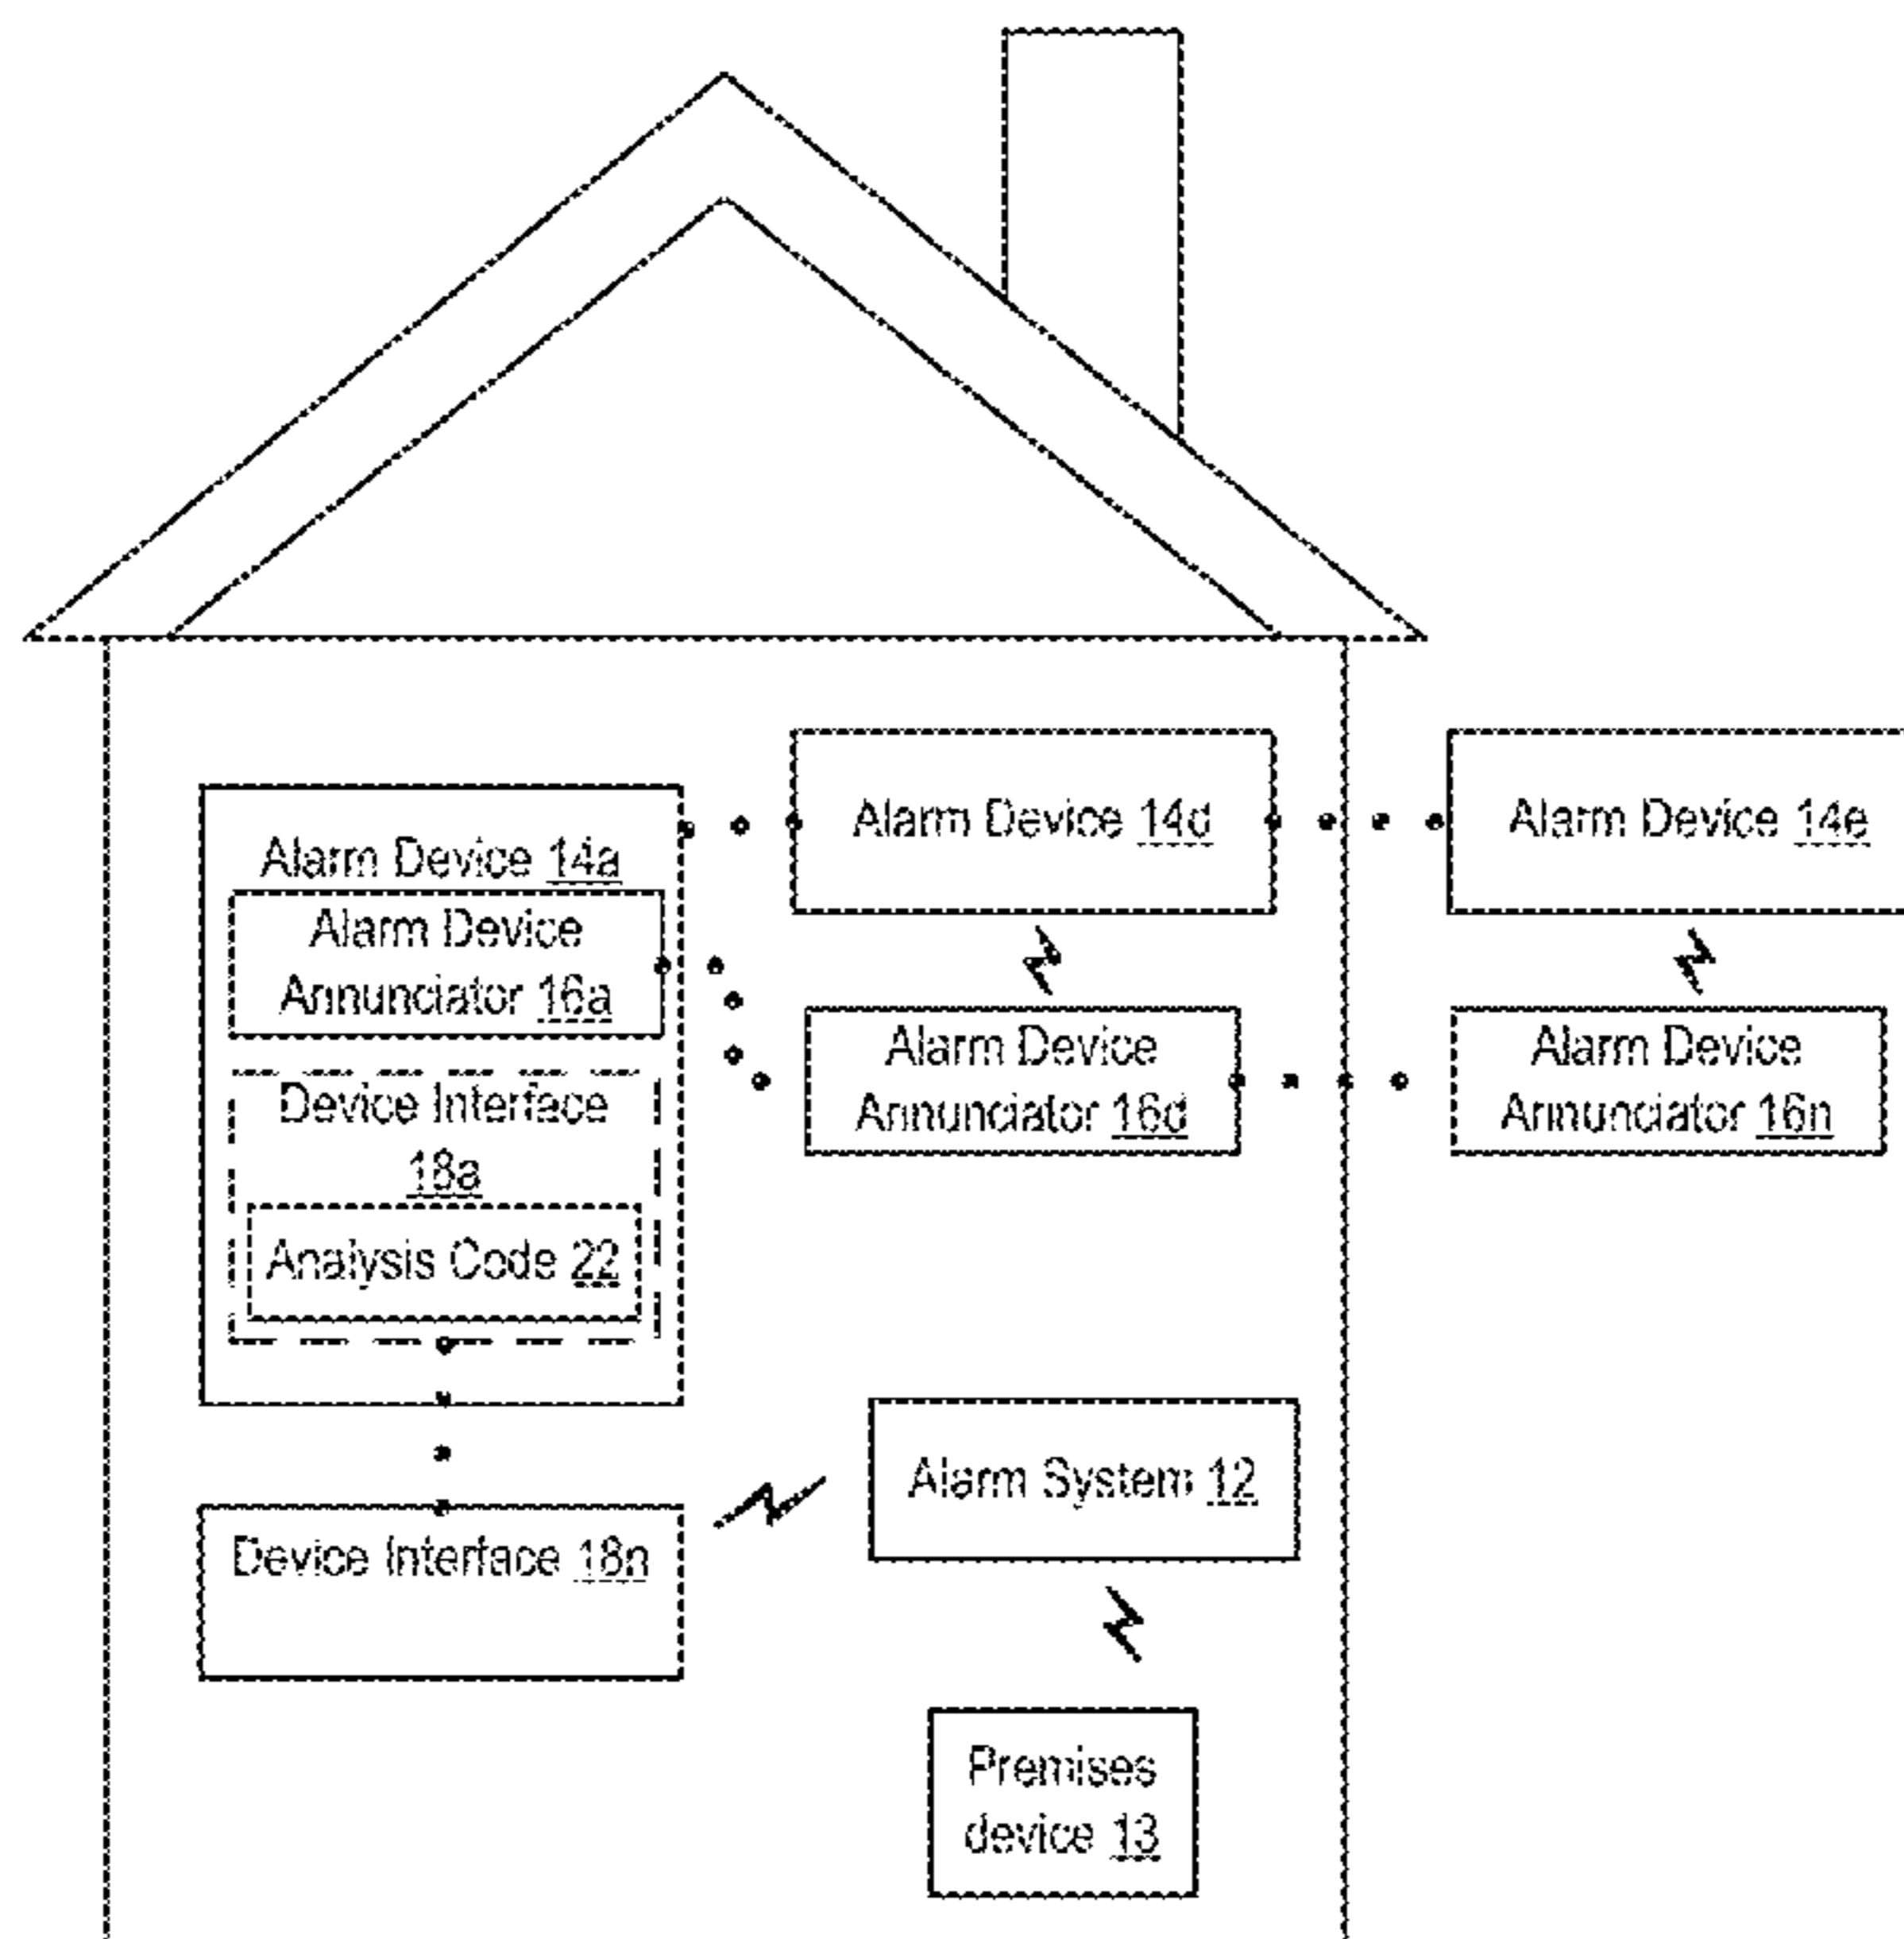 Alarm Device 14a
Alarm Device
Annunciator 16a
Device Interface
18a
Analysis Code 22
Device Interface 18n
Alarm Device 14d
Alarm Device
Annunciator 16d
Alarm Device 14e
Alarm Device
Annunciator 16n
Alarm System 12
Premises
device 13